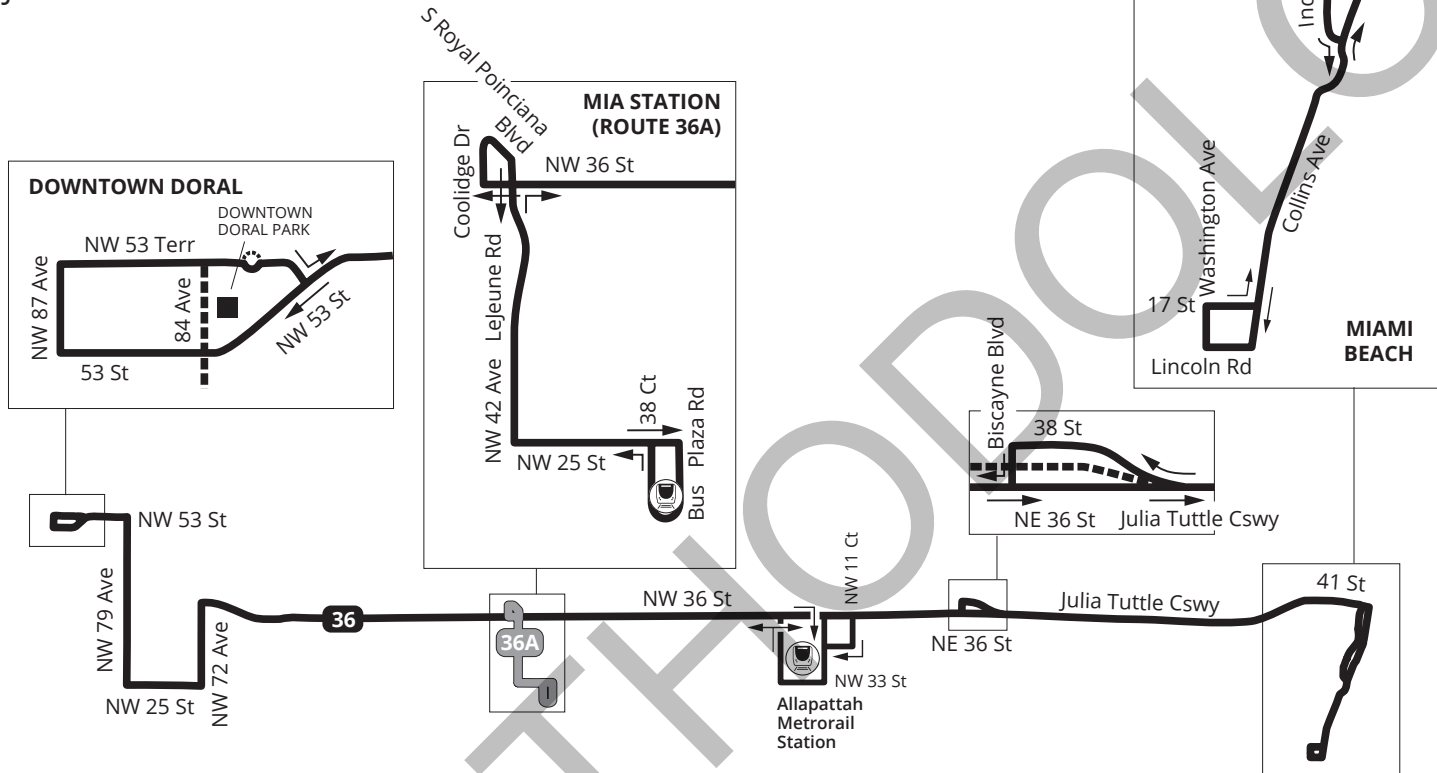 S Royal Poinciana
Blvd
MIA STATION
(ROUTE 36A)
Coolidge Dr
NW 36 St
LeJeune Rd
NW 42 Ave
38 Ct
NW 25 St
Bus Plaza Rd
DOWNTOWN DORAL
DOWNTOWN
DORAL PARK
NW 53 Terr
NW 87 Ave
84 Ave
NW 53 St
53 St
Washington Ave
Collins Ave
17 St
Lincoln Rd
MIAMI
BEACH
Biscayne Blvd
38 St
NE 36 St
Julia Tuttle Cswy
NW 53 St
NW 79 Ave
NW 25 St
NW 72 Ave
36
36A
NW 36 St
NW 11 Ct
NW 33 St
Allapattah
Metrorail
Station
NE 36 St
Julia Tuttle Cswy
41 St